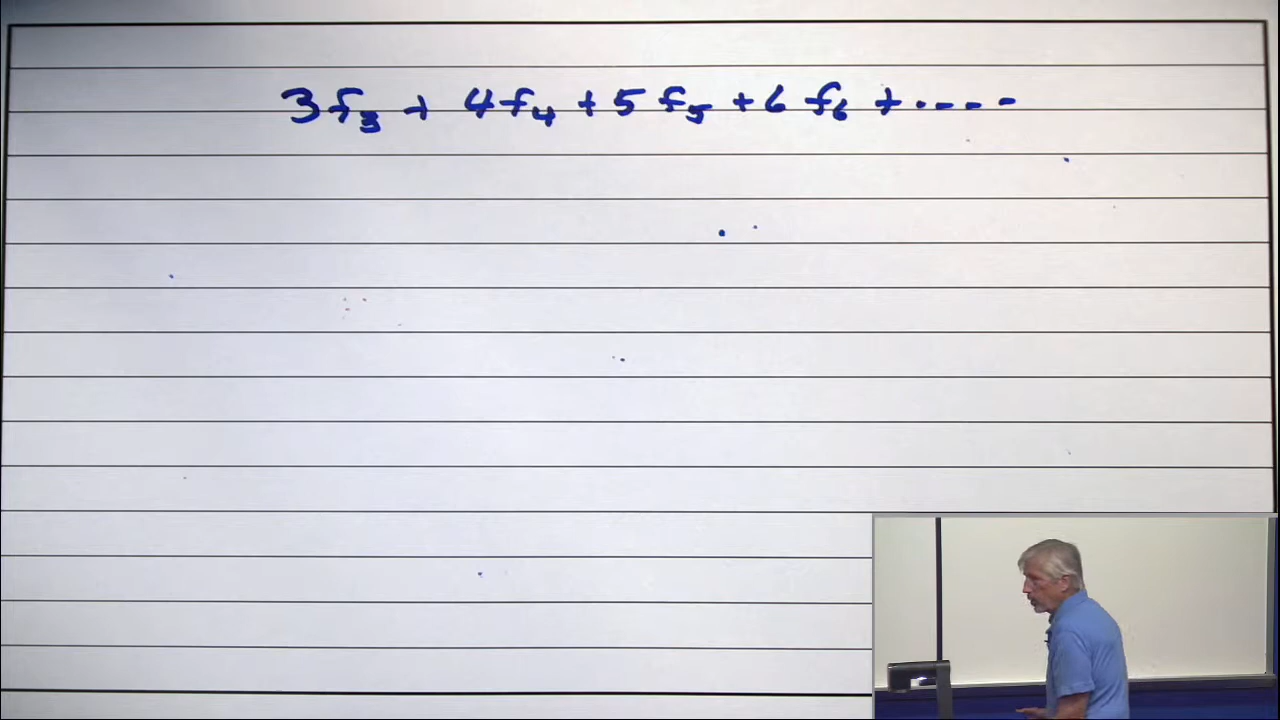 3f₃ + 4f₄ + 5f₅ + 6f₆ + ....